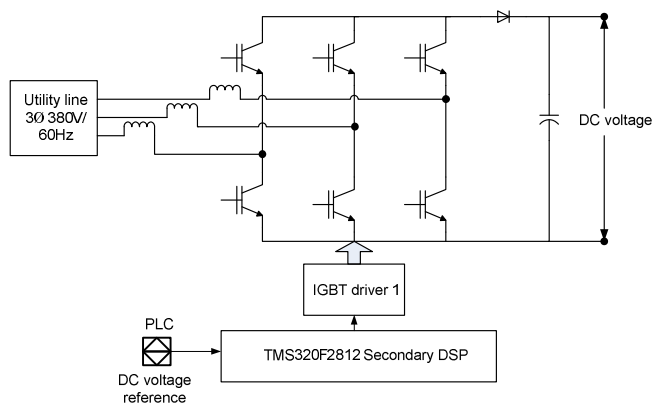 Utility line
3Ø 380V/
60Hz
DC voltage
IGBT driver 1
PLC
TMS320F2812 Secondary DSP
DC voltage
reference